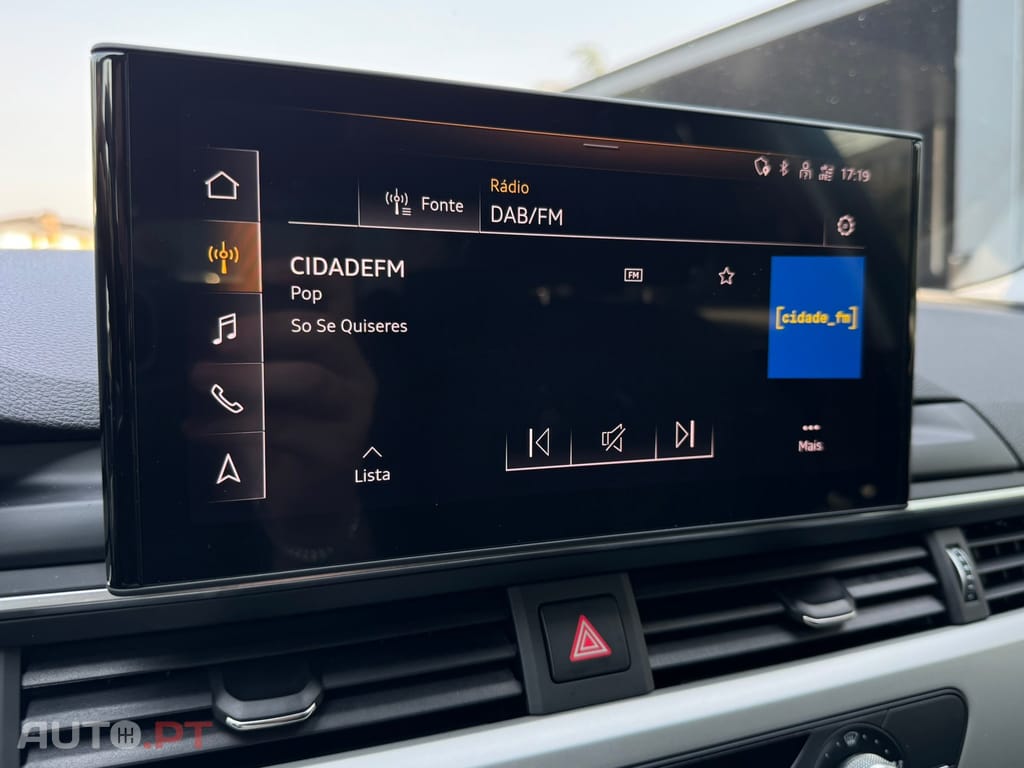 17:19
Rádio
Fonte
DAB/FM
CIDADEFM
FM
Pop
[cidade_fm]
So Se Quiseres
Lista
Mais
AUTO.PT